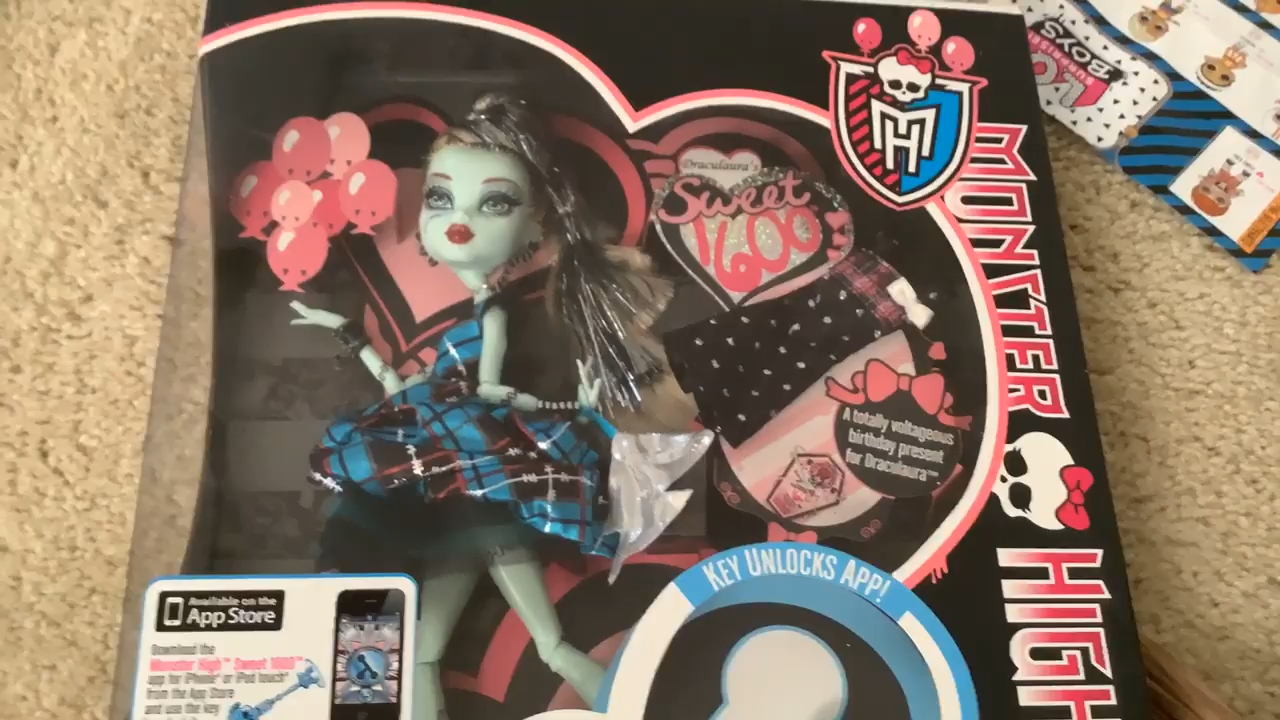 Draculaura's
Sweet
1600
MH
MONSTER
HIGH
A totally voltageous
birthday present
for Draculaura™.
KEY UNLOCKS APP!
Available on the
App Store
Download the
Monster High™ Sweet 1600™
app for iPhone® or iPod touch®
from the App Store
and use the key
LOL
SURPRISE!
BOYS